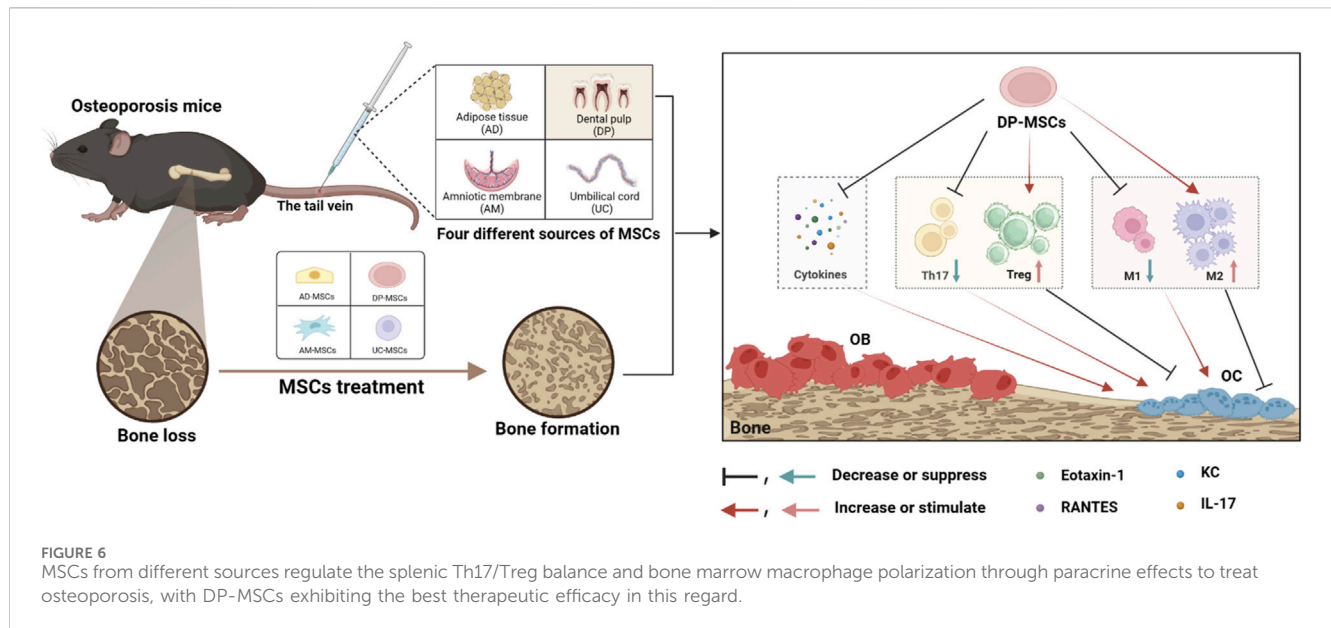 Osteoporosis mice
The tail vein
Adipose tissue
(AD)
Dental pulp
(DP)
Amniotic membrane
(AM)
Umbilical cord
(UC)
Four different sources of MSCs
AD-MSCs
DP-MSCs
AM-MSCs
UC-MSCs
MSCs treatment
Bone loss
Bone formation
DP-MSCs
Cytokines
Th17
Treg
M1
M2
OB
OC
Bone
, Decrease or suppress
Eotaxin-1
KC
, Increase or stimulate
RANTES
IL-17
FIGURE 6
MSCs from different sources regulate the splenic Th17/Treg balance and bone marrow macrophage polarization through paracrine effects to treat
osteoporosis, with DP-MSCs exhibiting the best therapeutic efficacy in this regard.